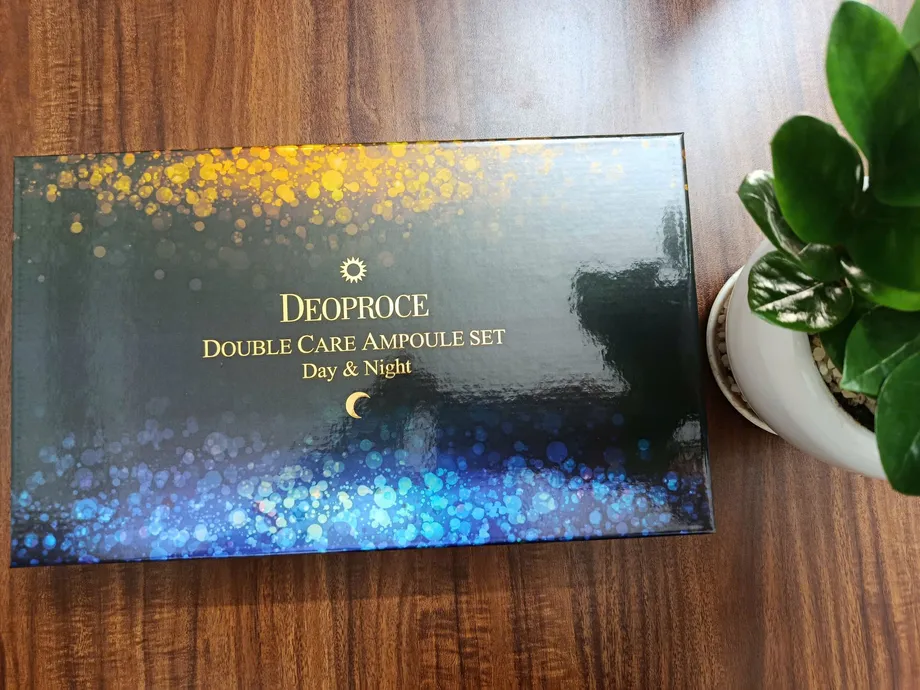 DEOPROCE
DOUBLE CARE AMPOULE SET
Day & Night